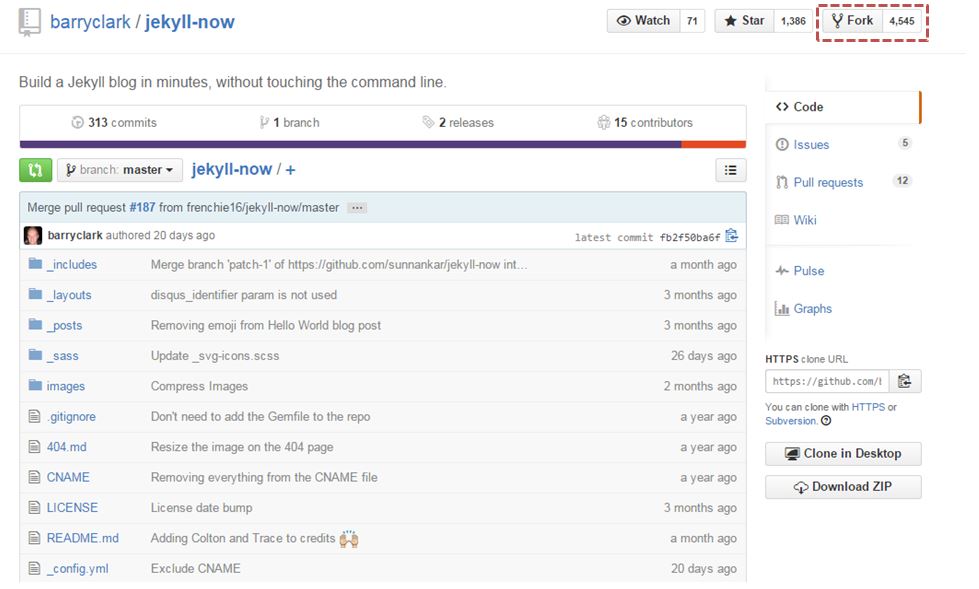 barryclark / jekyll-now
Watch 71 Star 1,386 Fork 4,545
Build a Jekyll blog in minutes, without touching the command line.
313 commits 1 branch 2 releases 15 contributors
branch: master jekyll-now / +
Merge pull request #187 from frenchie16/jekyll-now/master ...
barryclark authored 20 days ago latest commit fb2f50ba6f
_includes Merge branch 'patch-1' of https://github.com/sunnankar/jekyll-now int... a month ago
_layouts disqus_identifier param is not used 3 months ago
_posts Removing emoji from Hello World blog post 3 months ago
_sass Update _svg-icons.scss 26 days ago
images Compress Images 2 months ago
.gitignore Don't need to add the Gemfile to the repo a year ago
404.md Resize the image on the 404 page a year ago
CNAME Removing everything from the CNAME file a year ago
LICENSE License date bump 3 months ago
README.md Adding Colton and Trace to credits 🙌 a month ago
_config.yml Exclude CNAME 20 days ago
Code
Issues 5
Pull requests 12
Wiki
Pulse
Graphs
HTTPS clone URL
https://github.com/b
You can clone with HTTPS or
Subversion.
Clone in Desktop
Download ZIP